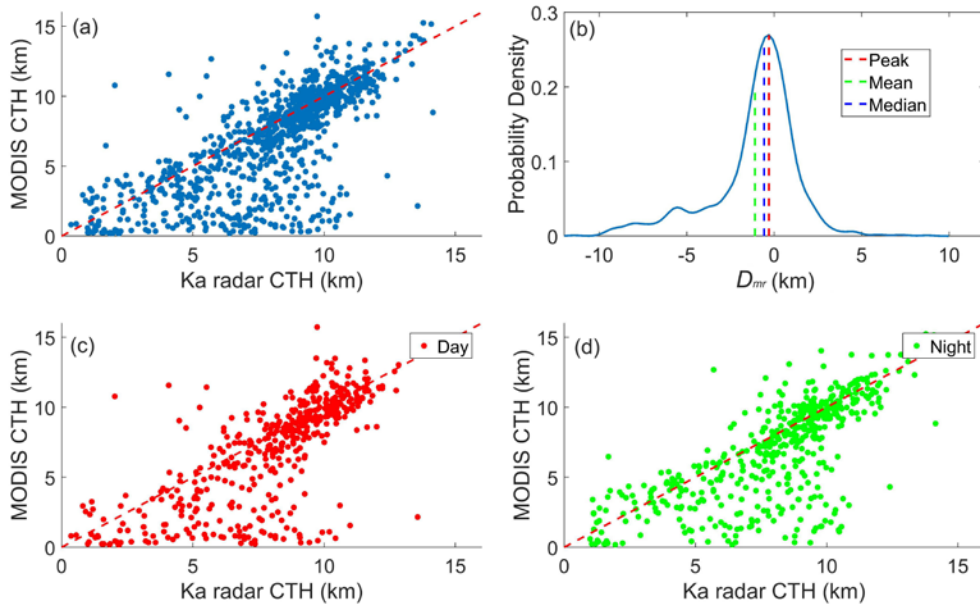 (a)
MODIS CTH (km)
15
10
5
0
0 5 10 15
Ka radar CTH (km)
(b)
Probability Density
0.3
0.2
0.1
0
Peak
Mean
Median
-10 -5 0 5 10
Dmr (km)
(c)
Day
MODIS CTH (km)
15
10
5
0
0 5 10 15
Ka radar CTH (km)
(d)
Night
MODIS CTH (km)
15
10
5
0
0 5 10 15
Ka radar CTH (km)